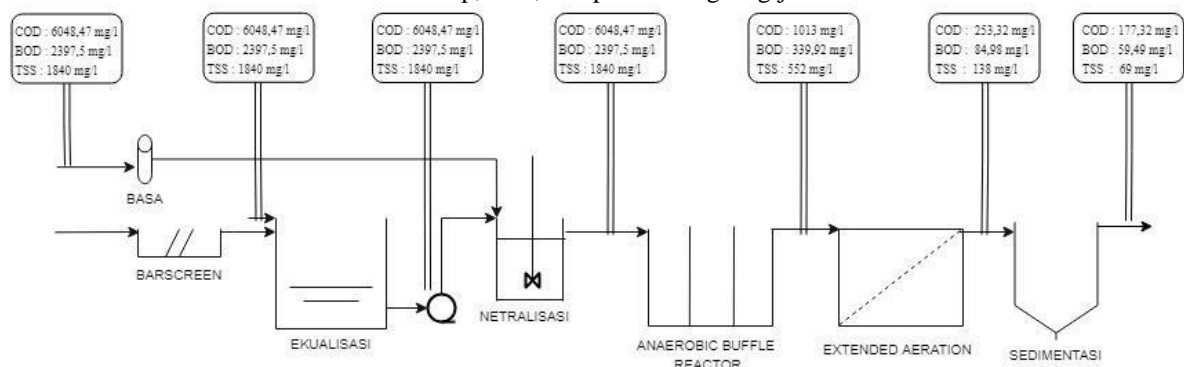 COD : 6048,47 mg/l
BOD : 2397,5 mg/l
TSS : 1840 mg/l
COD : 6048,47 mg/l
BOD : 2397,5 mg/l
TSS : 1840 mg/l
COD : 6048,47 mg/l
BOD : 2397,5 mg/l
TSS : 1840 mg/l
COD : 6048,47 mg/l
BOD : 2397,5 mg/l
TSS : 1840 mg/l
COD : 1013 mg/l
BOD : 339,92 mg/l
TSS : 552 mg/l
COD : 253,32 mg/l
BOD : 84,98 mg/l
TSS : 138 mg/l
COD : 177,32 mg/l
BOD : 59,49 mg/l
TSS : 69 mg/l
BASA
BARSCREEN
EKUALISASI
NETRALISASI
ANAEROBIC BUFFLE
REACTOR
EXTENDED AERATION
SEDIMENTASI